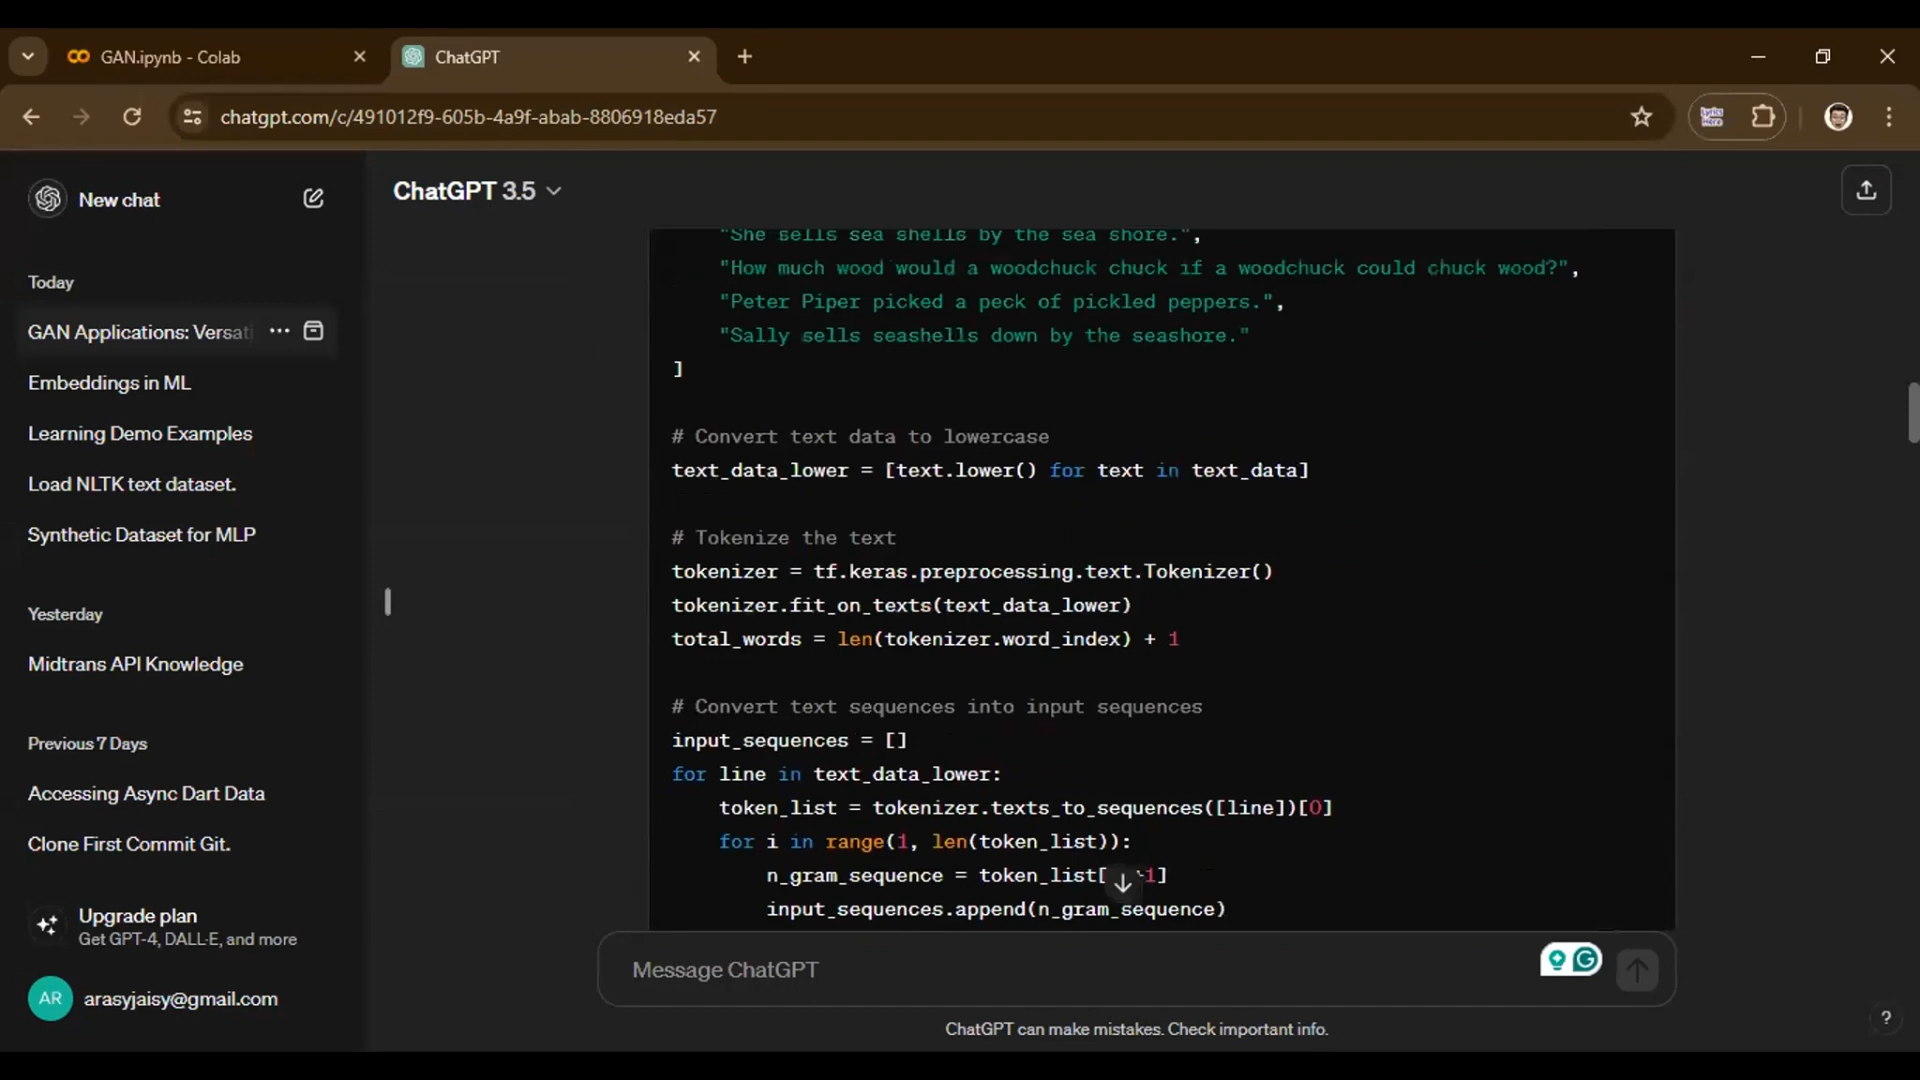 GAN.ipynb - Colab
ChatGPT
chatgpt.com/c/491012f9-605b-4a9f-abab-8806918eda57
Lyrics Here
New chat
ChatGPT 3.5
Today
GAN Applications: Versati
Embeddings in ML
Learning Demo Examples
Load NLTK text dataset.
Synthetic Dataset for MLP
Yesterday
Midtrans API Knowledge
Previous 7 Days
Accessing Async Dart Data
Clone First Commit Git.
Upgrade plan
Get GPT-4, DALL·E, and more
AR
arasyjaisy@gmail.com
"She sells sea shells by the sea shore.",
"How much wood would a woodchuck chuck if a woodchuck could chuck wood?",
"Peter Piper picked a peck of pickled peppers.",
"Sally sells seashells down by the seashore."
]
# Convert text data to lowercase
text_data_lower = [text.lower() for text in text_data]
# Tokenize the text
tokenizer = tf.keras.preprocessing.text.Tokenizer()
tokenizer.fit_on_texts(text_data_lower)
total_words = len(tokenizer.word_index) + 1
# Convert text sequences into input sequences
input_sequences = []
for line in text_data_lower:
token_list = tokenizer.texts_to_sequences([line])[0]
for i in range(1, len(token_list)):
n_gram_sequence = token_list[ 1]
input_sequences.append(n_gram_sequence)
Message ChatGPT
G
ChatGPT can make mistakes. Check important info.
?